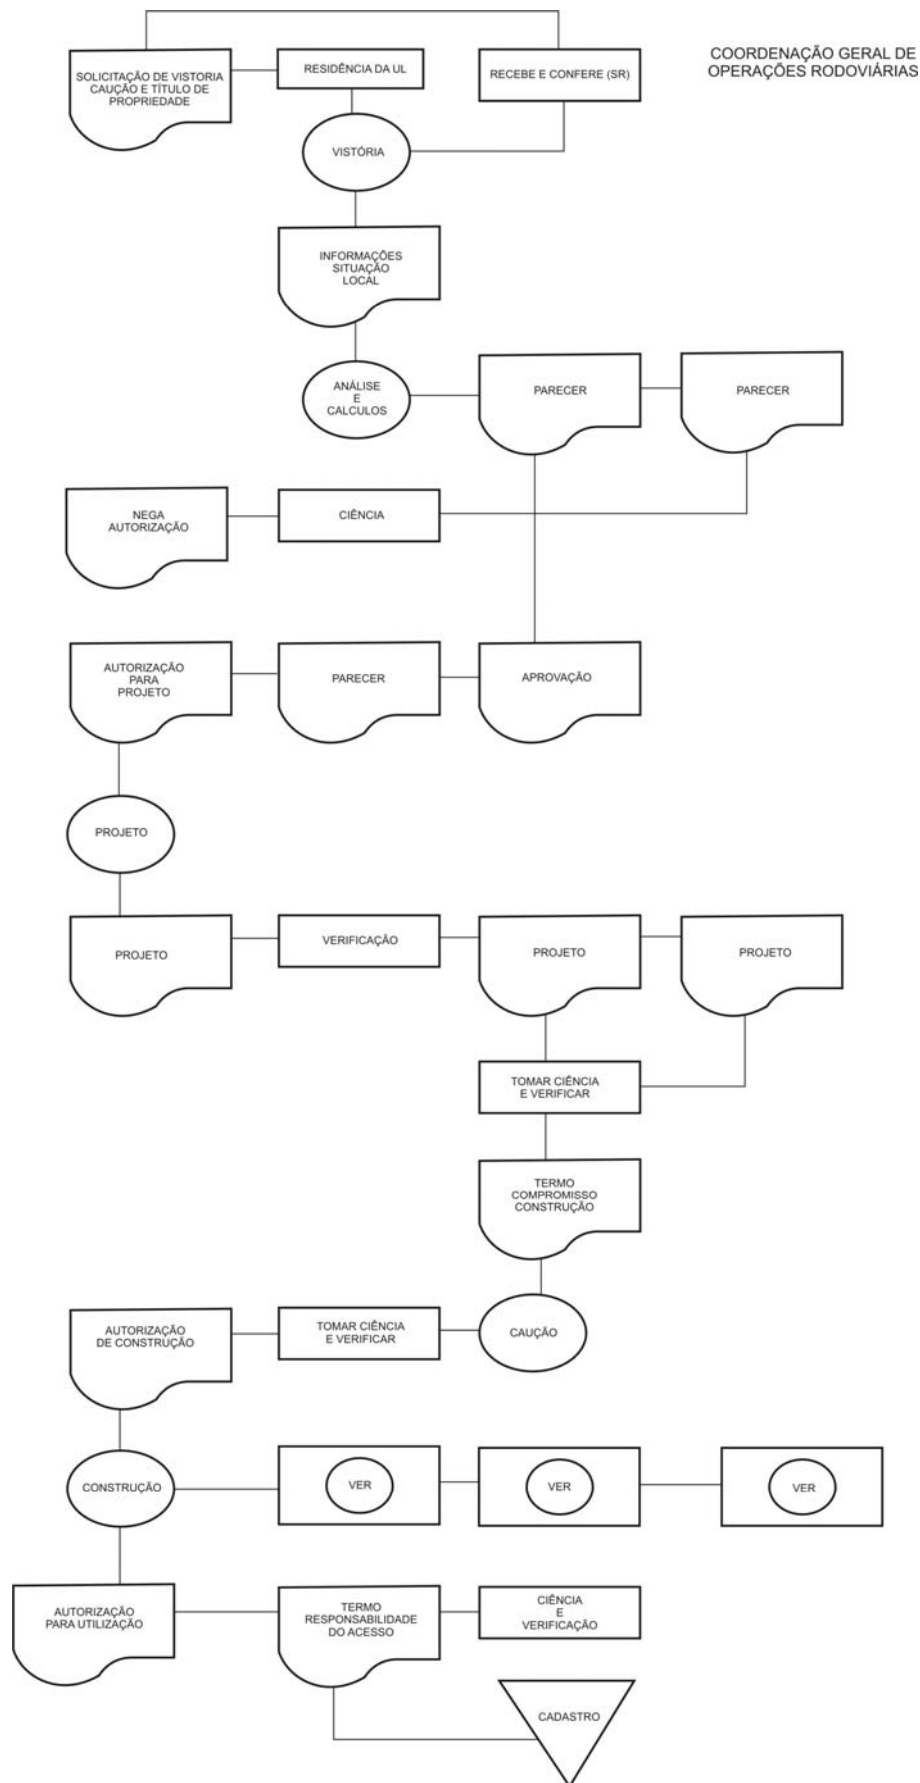 COORDENAÇÃO GERAL DE
OPERAÇÕES RODOVIÁRIAS
SOLICITAÇÃO DE VISTORIA
CAUÇÃO E TÍTULO DE
PROPRIEDADE
RESIDÊNCIA DA UL
RECEBE E CONFERE (SR)
VISTÓRIA
INFORMAÇÕES
SITUAÇÃO
LOCAL
ANÁLISE
E
CALCULOS
PARECER
PARECER
NEGA
AUTORIZAÇÃO
CIÊNCIA
AUTORIZAÇÃO
PARA
PROJETO
PARECER
APROVAÇÃO
PROJETO
PROJETO
VERIFICAÇÃO
PROJETO
PROJETO
TOMAR CIÊNCIA
E VERIFICAR
TERMO
COMPROMISSO
CONSTRUÇÃO
AUTORIZAÇÃO
DE CONSTRUÇÃO
TOMAR CIÊNCIA
E VERIFICAR
CAUÇÃO
CONSTRUÇÃO
VER
VER
VER
AUTORIZAÇÃO
PARA UTILIZAÇÃO
TERMO
RESPONSABILIDADE
DO ACESSO
CIÊNCIA
E
VERIFICAÇÃO
CADASTRO